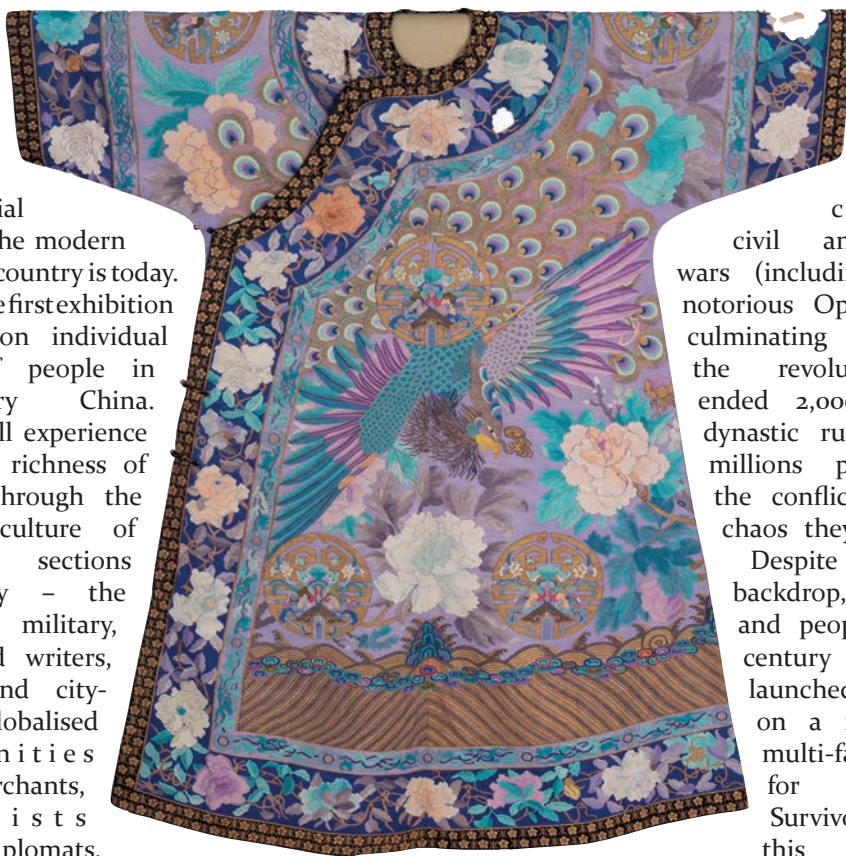 ial
he modern
country is today.
e first exhibition
on individual
people in
ry China.
ll experience
richness of
hrough the
culture of
sections
y – the
military,
d writers,
nd city-
lobalised
nities
rchants,
ists
plomats,
c
civil an
wars (includi
notorious Op
culminating
the revolu
ended 2,000
dynastic ru
millions p
the conflic
chaos they
Despite
backdrop,
and peop
century
launched
on a
multi-fa
for
Survivo
this